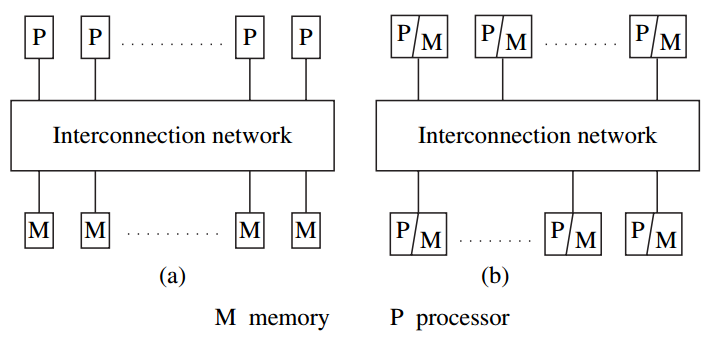 P P . . . . . . . . . . . P P
P/M P/M . . . . . . . . P/M
Interconnection network
Interconnection network
M M . . . . . . . . . . M M
P/M . . . . . . . . P/M P/M
(a)
(b)
M memory P processor